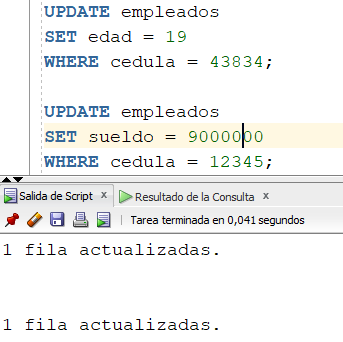 UPDATE empleados
SET edad = 19
WHERE cedula = 43834;
UPDATE empleados
SET sueldo = 9000000
WHERE cedula = 12345;
Salida de Script x Resultado de la Consulta x
Tarea terminada en 0,041 segundos
1 fila actualizadas.
1 fila actualizadas.